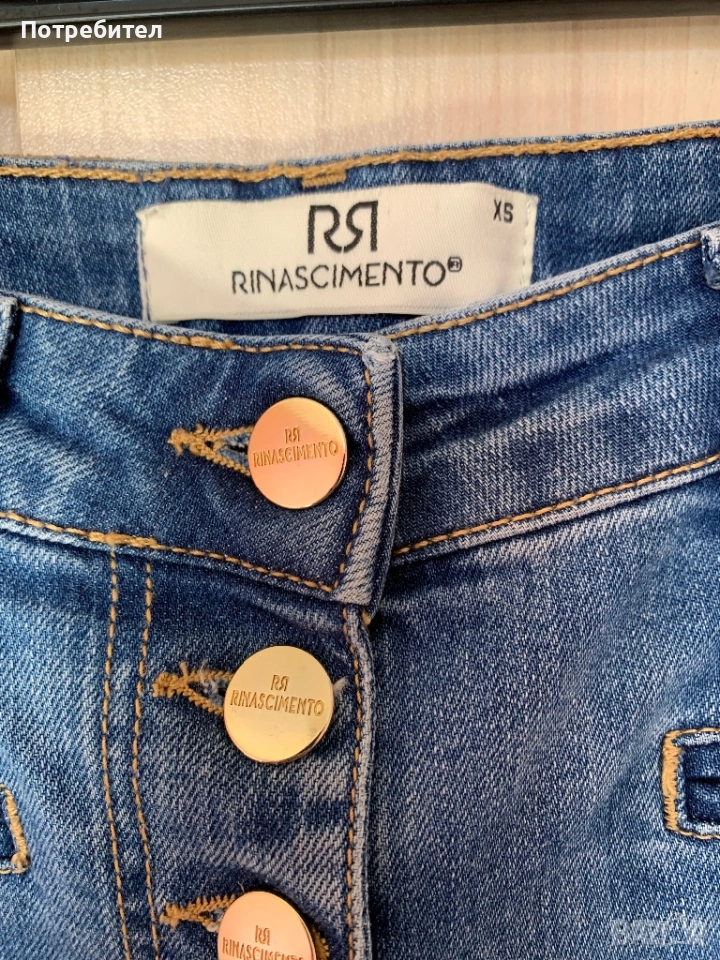 Потребител
RR
XS
RINASCIMENTO®
RR
RINASCIMENTO
RR
RINASCIMENTO
RR
RINASCIMENTO